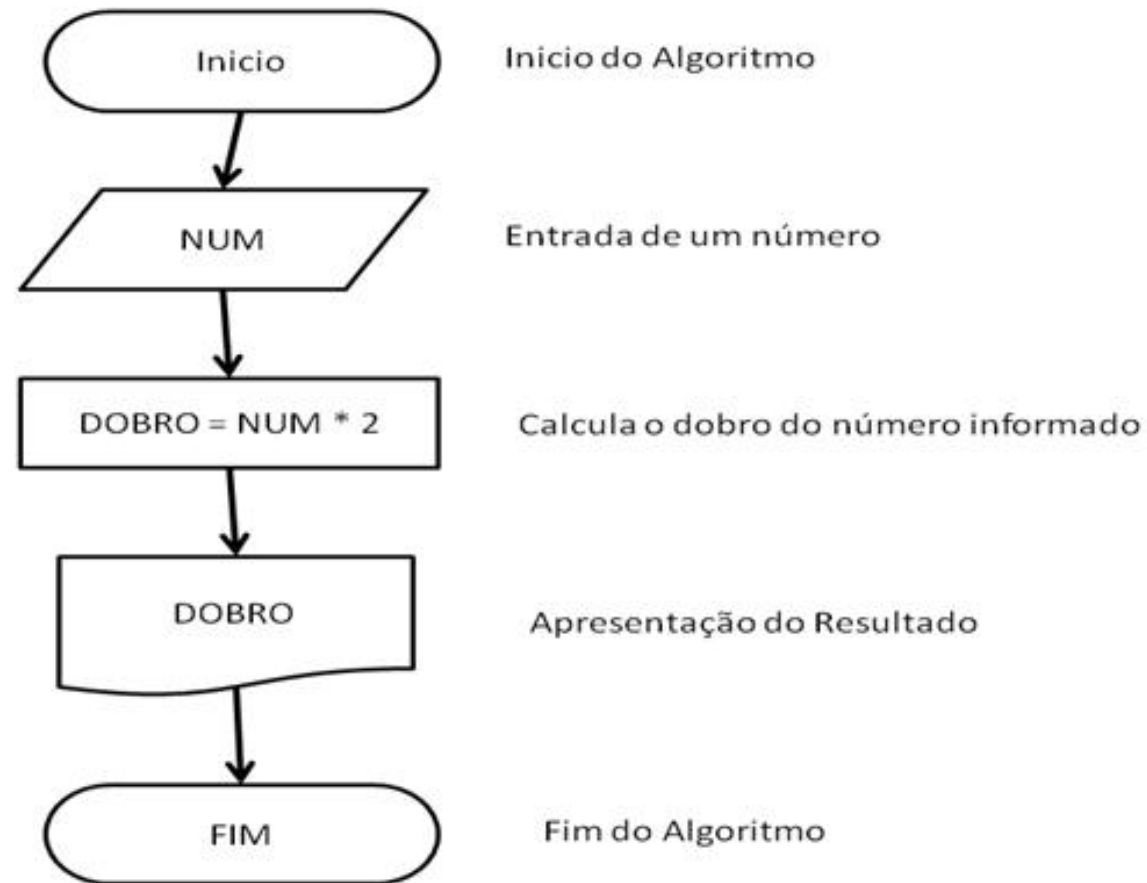 Inicio
Inicio do Algoritmo
NUM
Entrada de um número
DOBRO = NUM * 2
Calcula o dobro do número informado
DOBRO
Apresentação do Resultado
FIM
Fim do Algoritmo